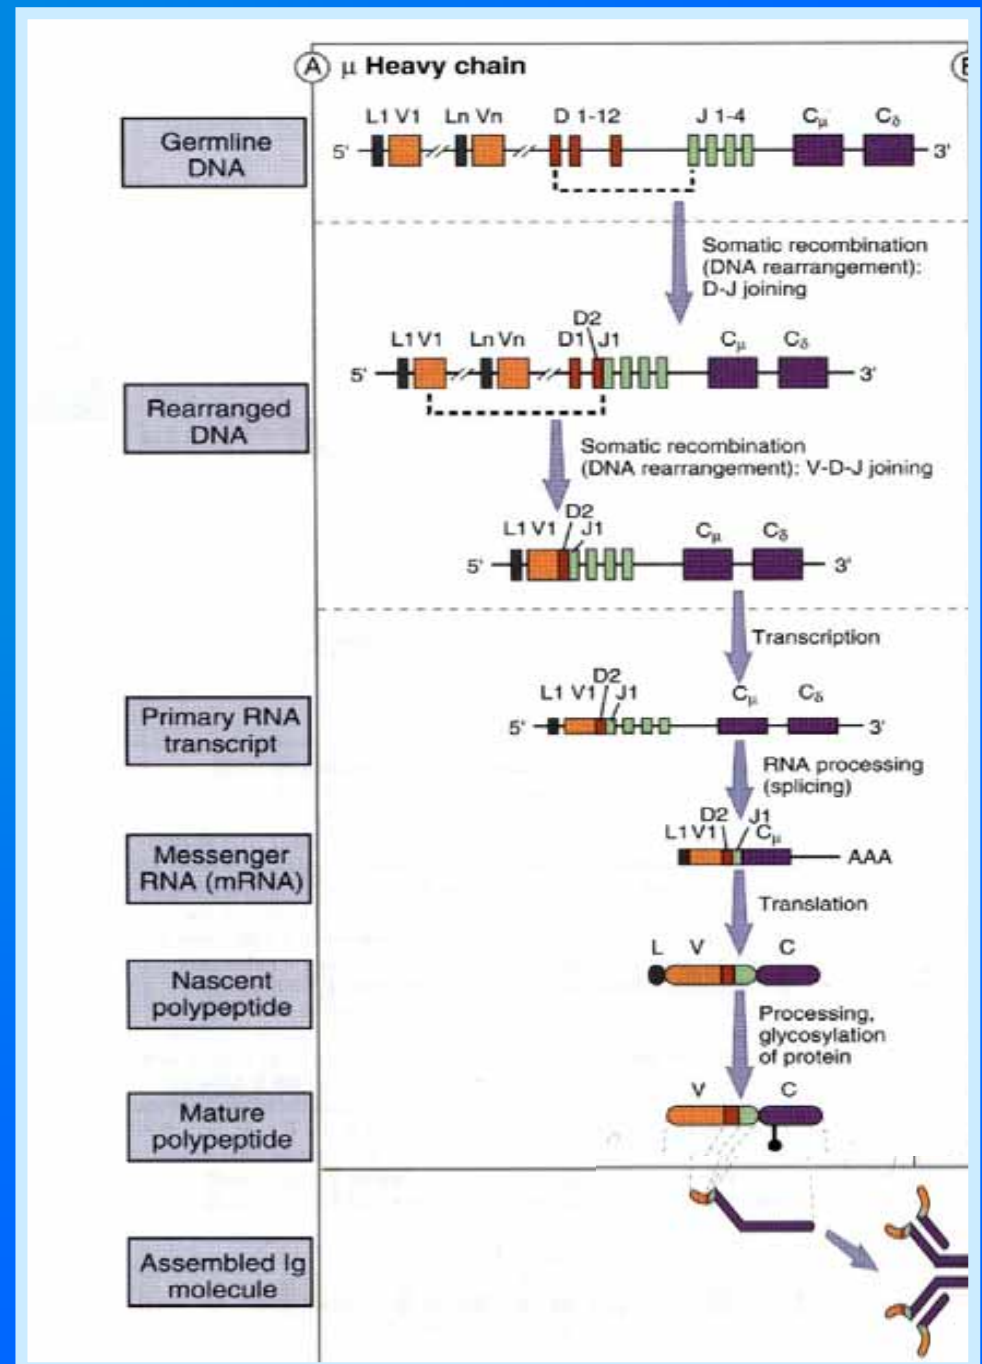 A μ Heavy chain
L1 V1 Ln Vn D 1-12 J 1-4 Cμ Cδ
Germline
DNA
5' 3'
Somatic recombination
(DNA rearrangement):
D-J joining
D2
L1 V1 Ln Vn D1 J1 Cμ Cδ
5' 3'
Rearranged
DNA
Somatic recombination
(DNA rearrangement): V-D-J joining
D2
L1 V1 J1 Cμ Cδ
5' 3'
Transcription
D2
L1 V1 J1 Cμ Cδ
Primary RNA
transcript
5' 3'
RNA processing
(splicing)
D2 J1
L1 V1 Cμ
Messenger
RNA (mRNA)
AAA
Translation
L V C
Nascent
polypeptide
Processing,
glycosylation
of protein
V C
Mature
polypeptide
Assembled Ig
molecule